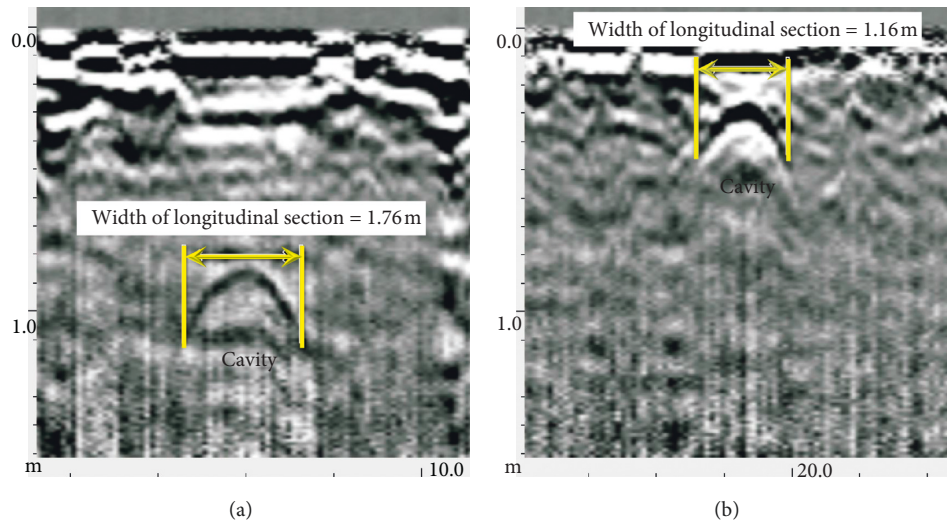 0.0
Width of longitudinal section = 1.76 m
1.0
Cavity
m
10.0
(a)
Width of longitudinal section = 1.16 m
0.0
Cavity
1.0
m
20.0
(b)